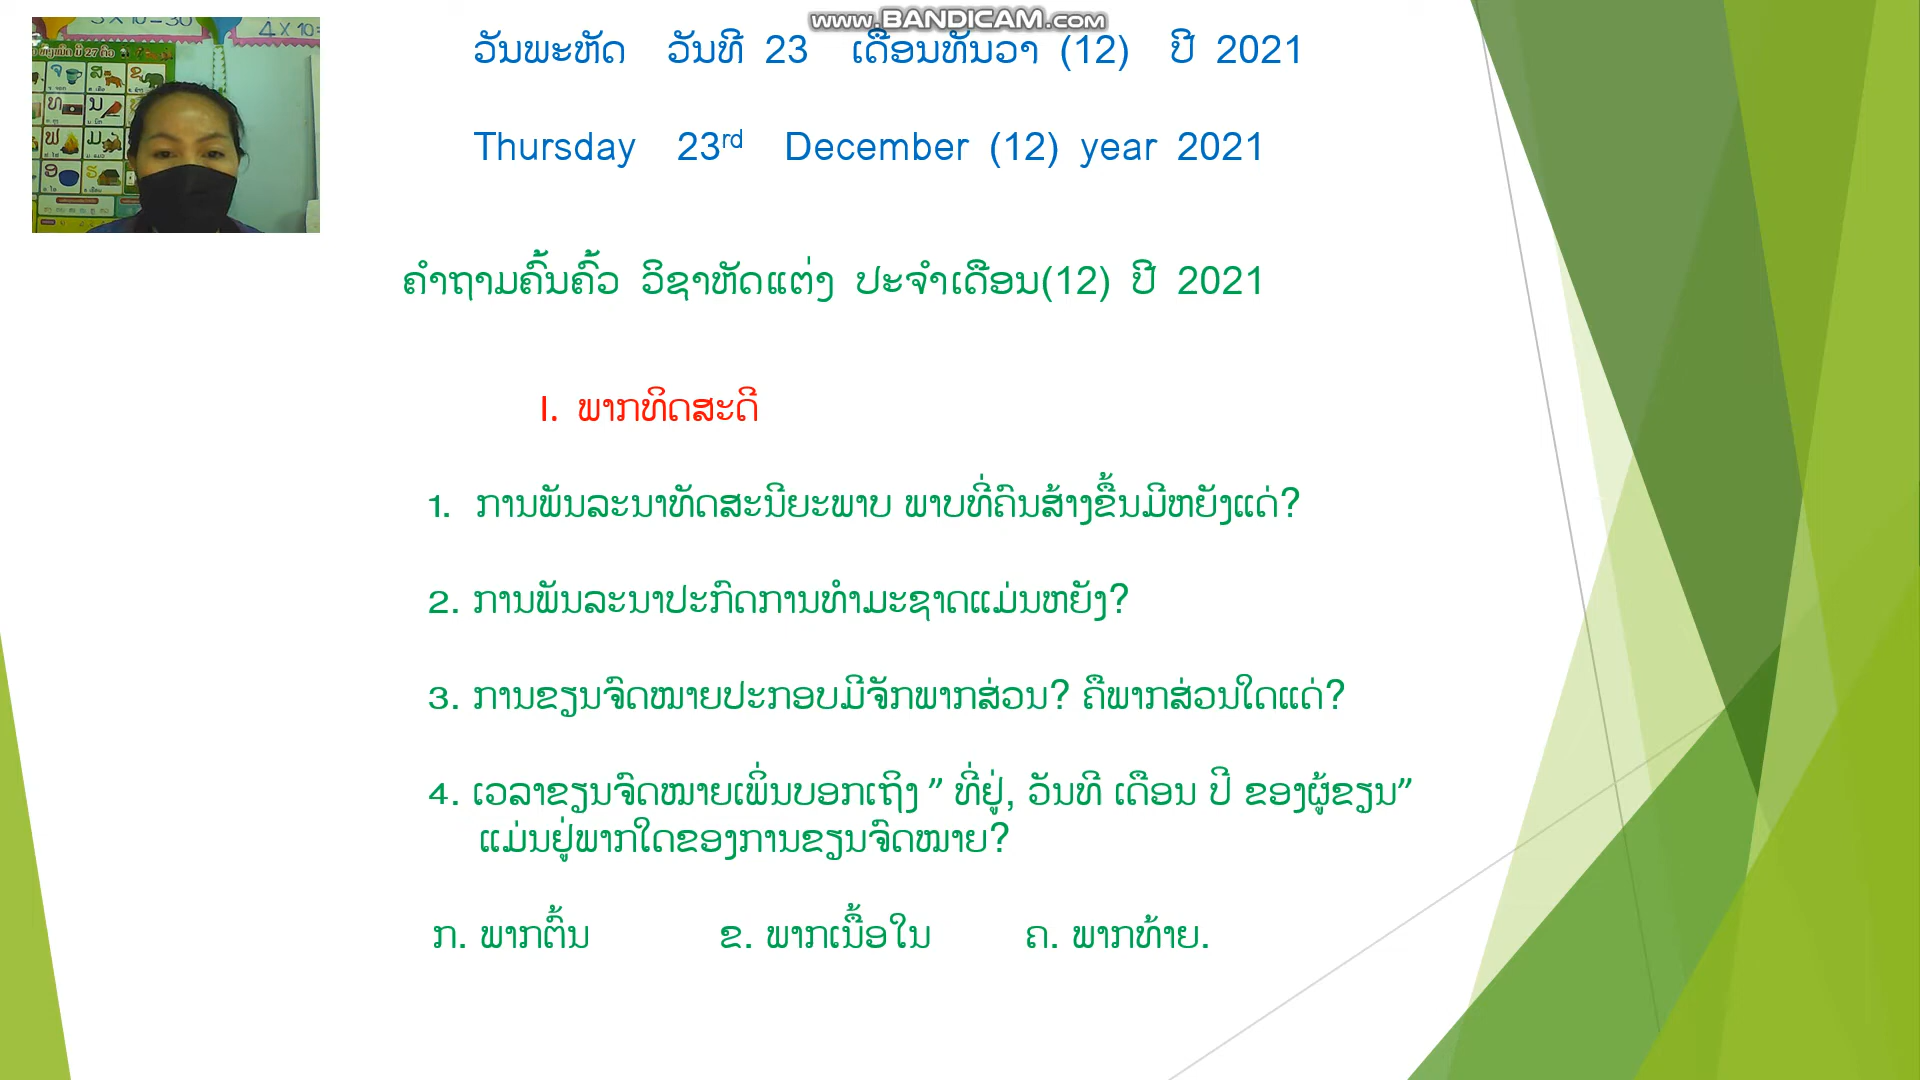 www.BANDICAM.com
ວັນພະຫັດ ວັນທີ 23 ເດືອນທັນວາ (12) ປີ 2021
Thursday 23rd December (12) year 2021
ຄຳຖາມຄົ້ນຄົ້ວ ວິຊາຫັດແຕ່ງ ປະຈຳເດືອນ(12) ປີ 2021
I. ພາກທິດສະດີ
1. ການພັນລະນາທັດສະນີຍະພາບ ພາບທີ່ຄົນສ້າງຂຶ້ນມີຫຍັງແດ່?
2. ການພັນລະນາປະກົດການທຳມະຊາດແມ່ນຫຍັງ?
3. ການຂຽນຈົດໝາຍປະກອບມີຈັກພາກສ່ວນ? ຄືພາກສ່ວນໃດແດ່?
4. ເວລາຂຽນຈົດໝາຍເພິ່ນບອກເຖິງ ” ທີ່ຢູ່, ວັນທີ ເດືອນ ປີ ຂອງຜູ້ຂຽນ”
ແມ່ນຢູ່ພາກໃດຂອງການຂຽນຈົດໝາຍ?
ກ. ພາກຕົ້ນ ຂ. ພາກເນື້ອໃນ ຄ. ພາກທ້າຍ.